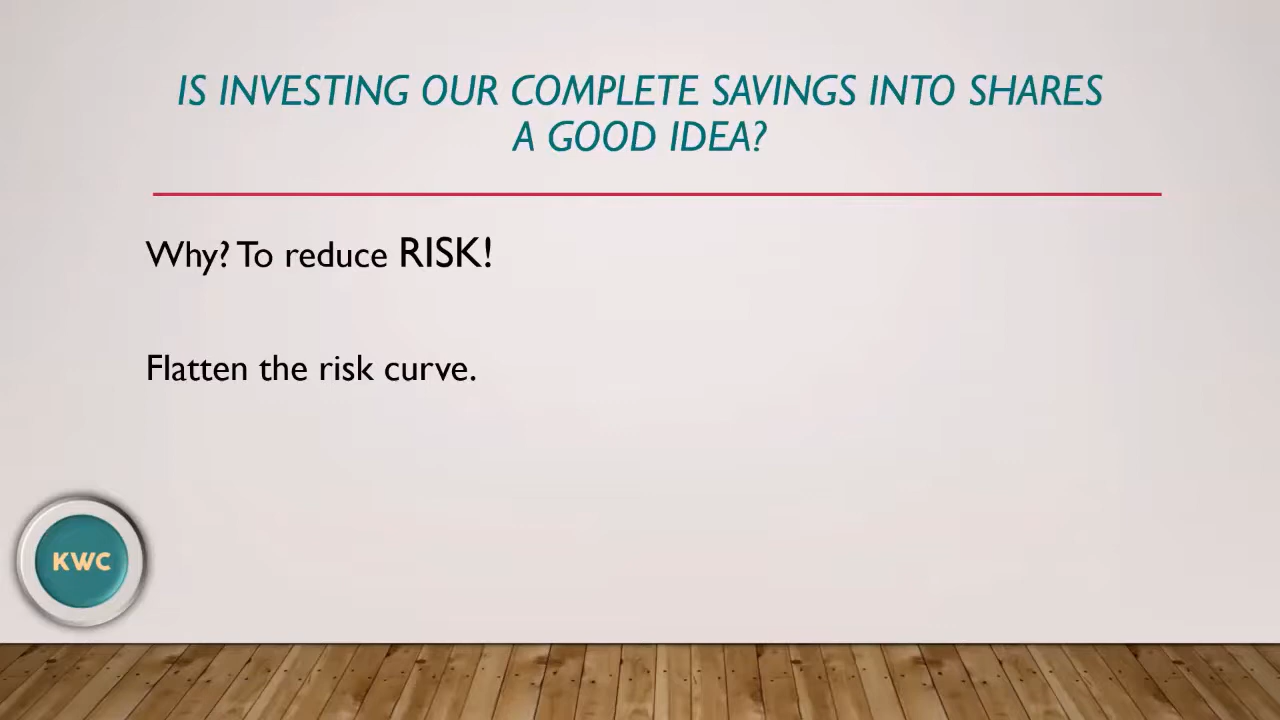 IS INVESTING OUR COMPLETE SAVINGS INTO SHARES
A GOOD IDEA?
Why? To reduce RISK!
Flatten the risk curve.
KWC